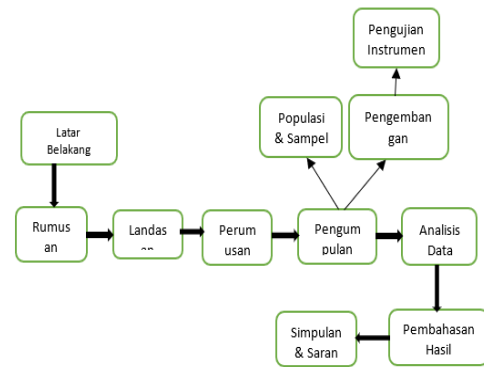 Pengujian
Instrumen
Populasi
& Sampel
Pengemban
gan
Latar
Belakang
Rumus
an
Landas
Perum
usan
Pengum
pulan
Analisis
Data
Simpulan
& Saran
Pembahasan
Hasil